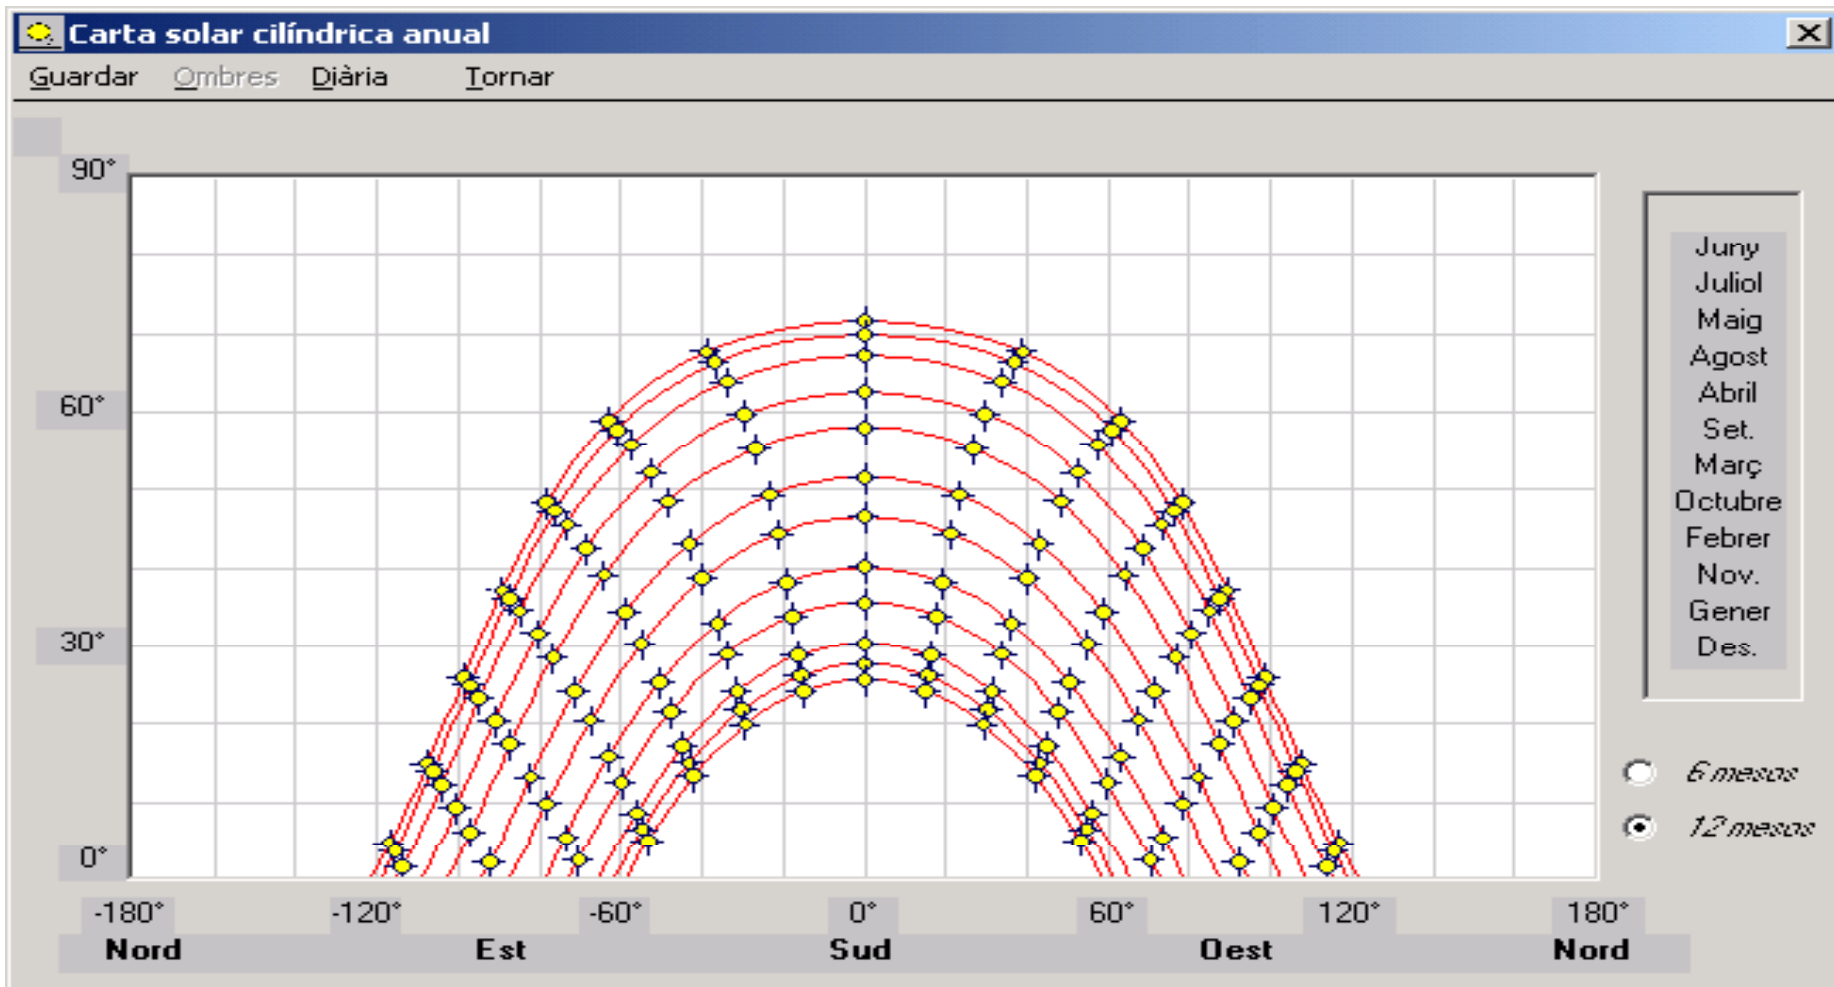 Carta solar cilíndrica anual
Guardar Ombres Diària Tornar
90°
60°
30°
0°
-180° -120° -60° 0° 60° 120° 180°
Nord Est Sud Oest Nord
Juny
Juliol
Maig
Agost
Abril
Set.
Març
Octubre
Febrer
Nov.
Gener
Des.
6 mesos
12 mesos